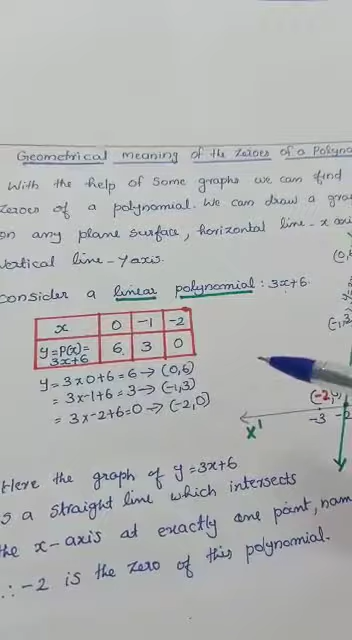 Geometrical meaning of the zeroes of a Polyno
With the help of some graphs we can find
zeroes of a polynomial. We can draw a gra
on any plane surface, horizontal line - x axi
Vertical line - y axis.
consider a linear polynomial : 3x+6.
x 0 -1 -2
y=P(x)= 3x+6 6 3 0
y = 3x0+6 = 6 → (0,6)
= 3x-1+6 = 3 → (-1,3)
= 3x-2+6=0 → (-2,0)
(0,6
(-1,3
(-2,
X' -3 -2
Here the graph of y=3x+6
is a straight line which intersects
the x-axis at exactly one point, nam
∴ -2 is the zero of this polynomial.